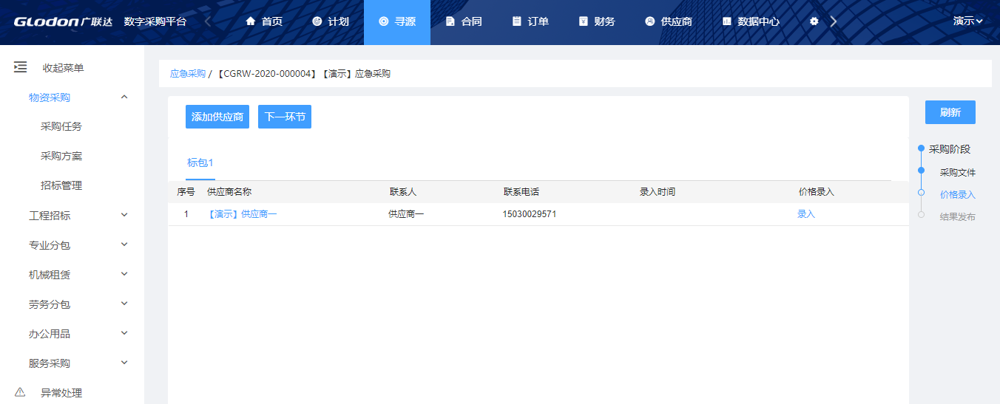 GLodon广联达 数字采购平台 首页 计划 寻源 合同 订单 财务 供应商 数据中心 演示
收起菜单
物资采购
采购任务
采购方案
招标管理
工程招标
专业分包
机械租赁
劳务分包
办公用品
服务采购
异常处理
应急采购 / 【CGRW-2020-000004】【演示】应急采购
添加供应商 下一环节
标包1
序号 供应商名称 联系人 联系电话 录入时间 价格录入
1 【演示】供应商一 供应商一 15030029571 录入
刷新
采购阶段
采购文件
价格录入
结果发布